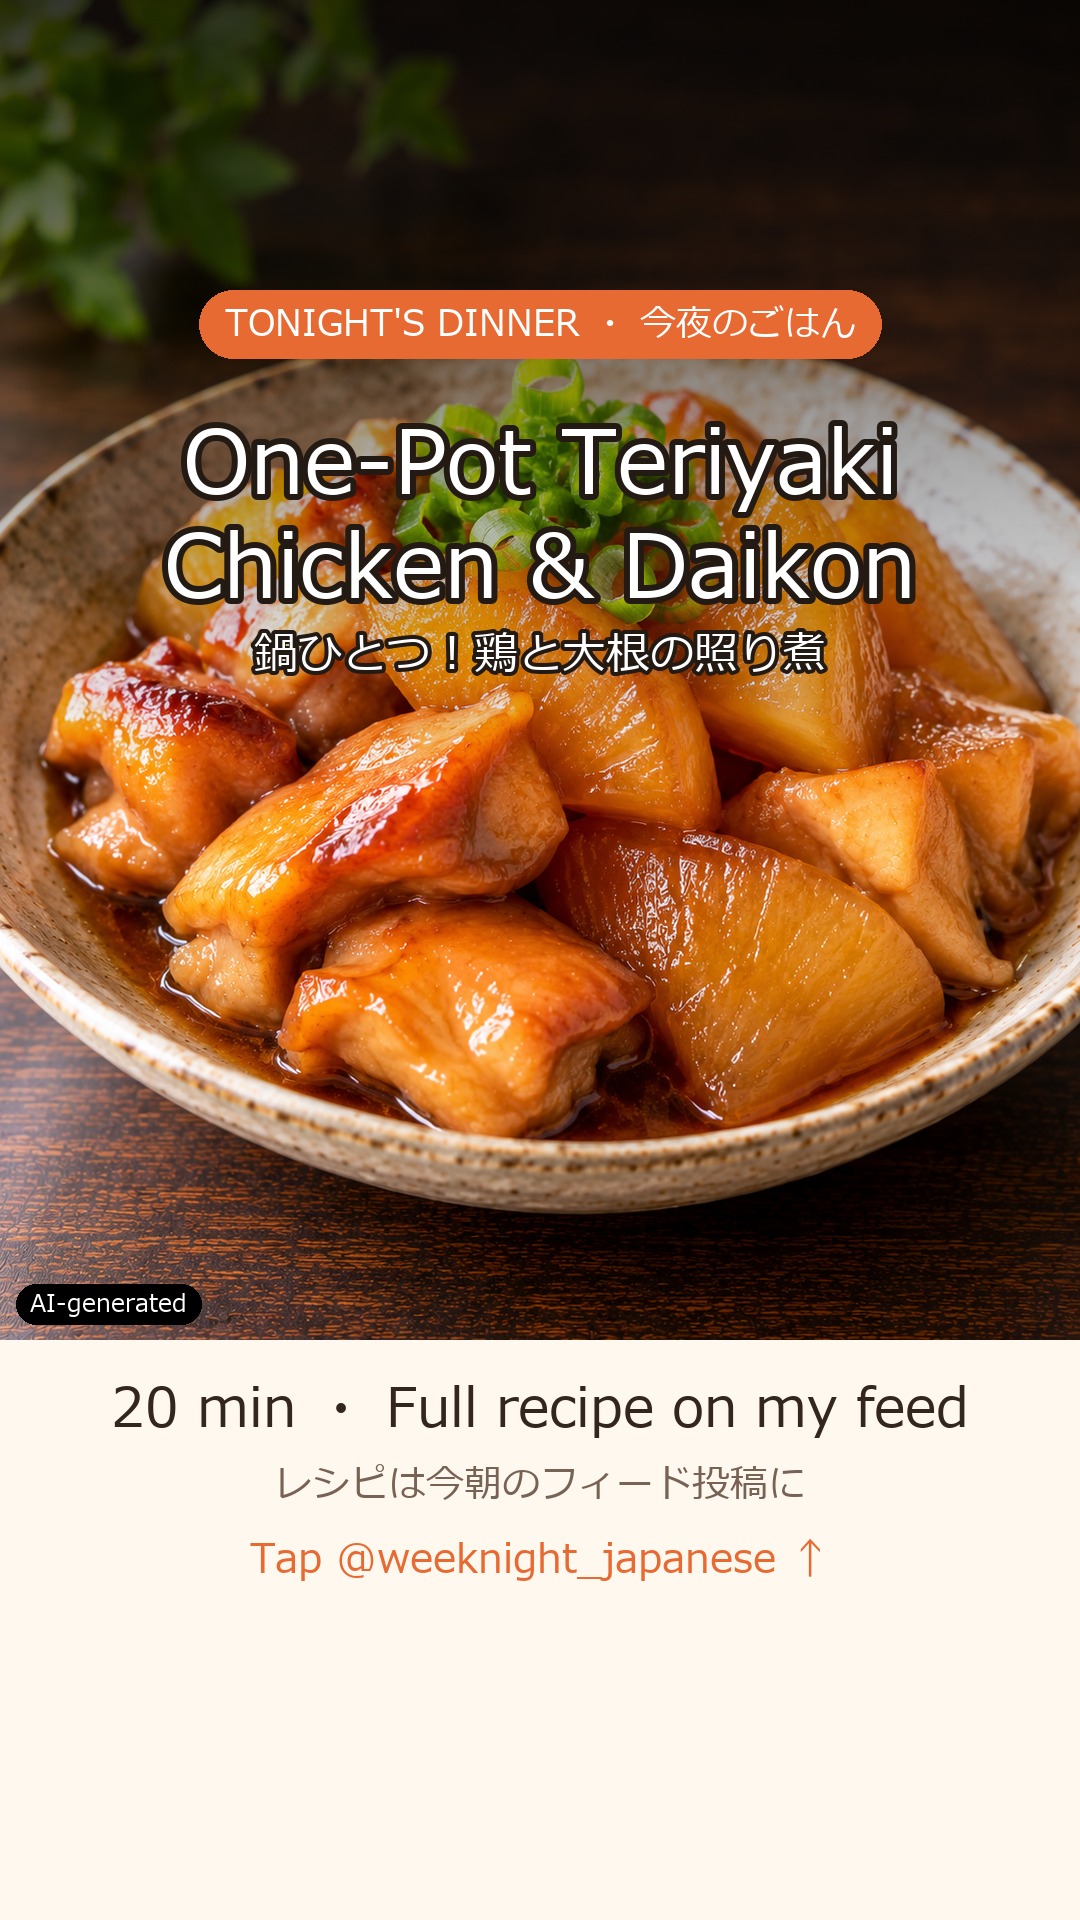 TONIGHT'S DINNER ・ 今夜のごはん
One-Pot Teriyaki
Chicken & Daikon
鍋ひとつ！鶏と大根の照り煮
AI-generated
20 min ・ Full recipe on my feed
レシピは今朝のフィード投稿に
Tap @weeknight_japanese ↑